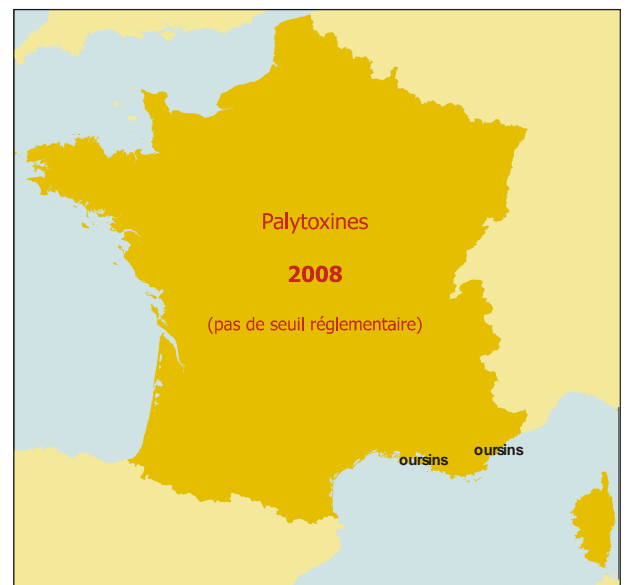 Palytoxines
2008
(pas de seuil réglementaire)
oursins
oursins